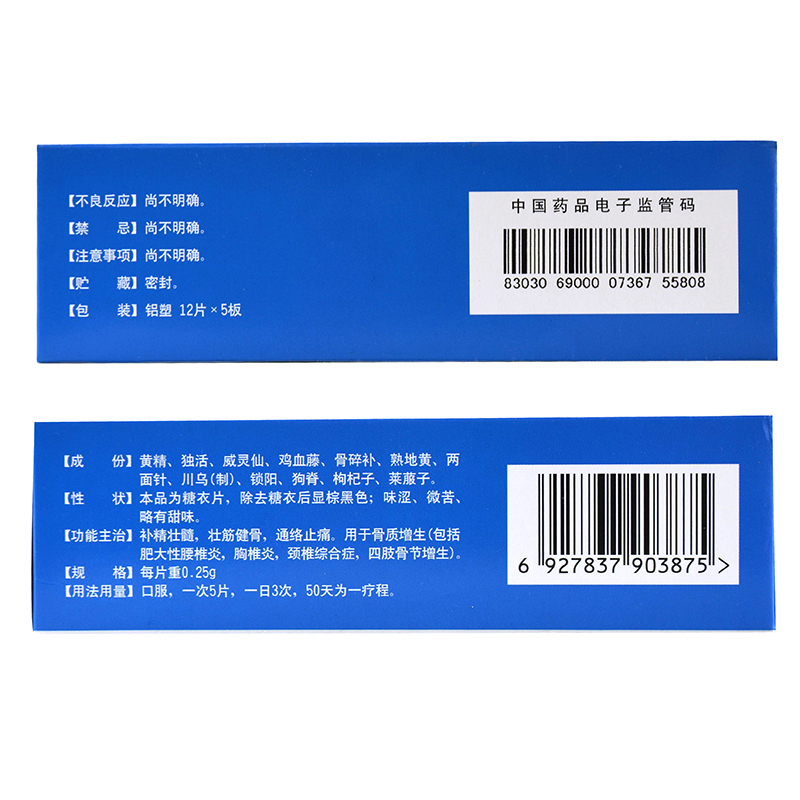 【不良反应】尚不明确。
【禁　忌】尚不明确。
【注意事项】尚不明确。
【贮　藏】密封。
【包　装】铝塑 12片×5板
中国药品电子监管码
83030 69000 07367 55808
【成　份】黄精、独活、威灵仙、鸡血藤、骨碎补、熟地黄、两
面针、川乌(制)、锁阳、狗脊、枸杞子、莱菔子。
【性　状】本品为糖衣片，除去糖衣后显棕黑色；味涩、微苦、
略有甜味。
【功能主治】补精壮髓，壮筋健骨，通络止痛。用于骨质增生(包括
肥大性腰椎炎，胸椎炎，颈椎综合症，四肢骨节增生)。
【规　格】每片重0.25g
【用法用量】口服，一次5片，一日3次，50天为一疗程。
6 927837 903875 >